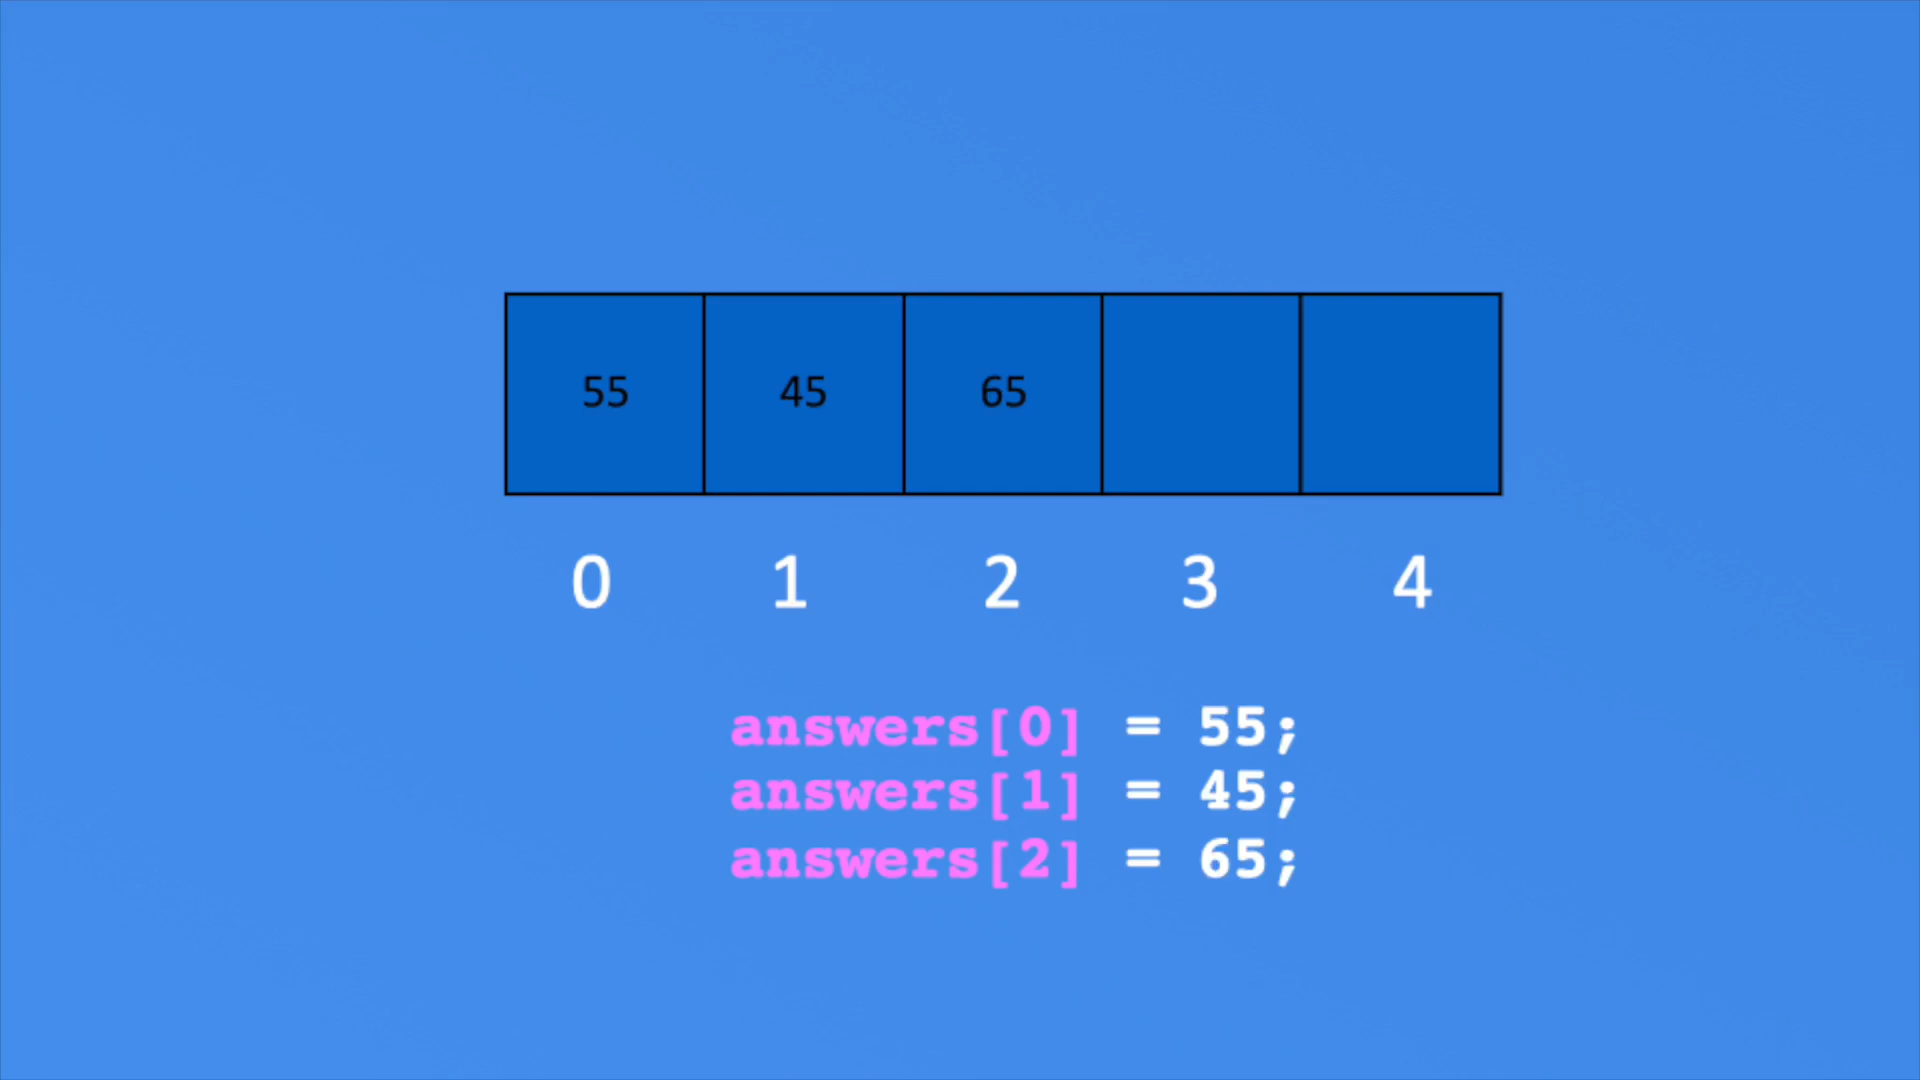 55 45 65
0 1 2 3 4
answers[0] = 55;
answers[1] = 45;
answers[2] = 65;